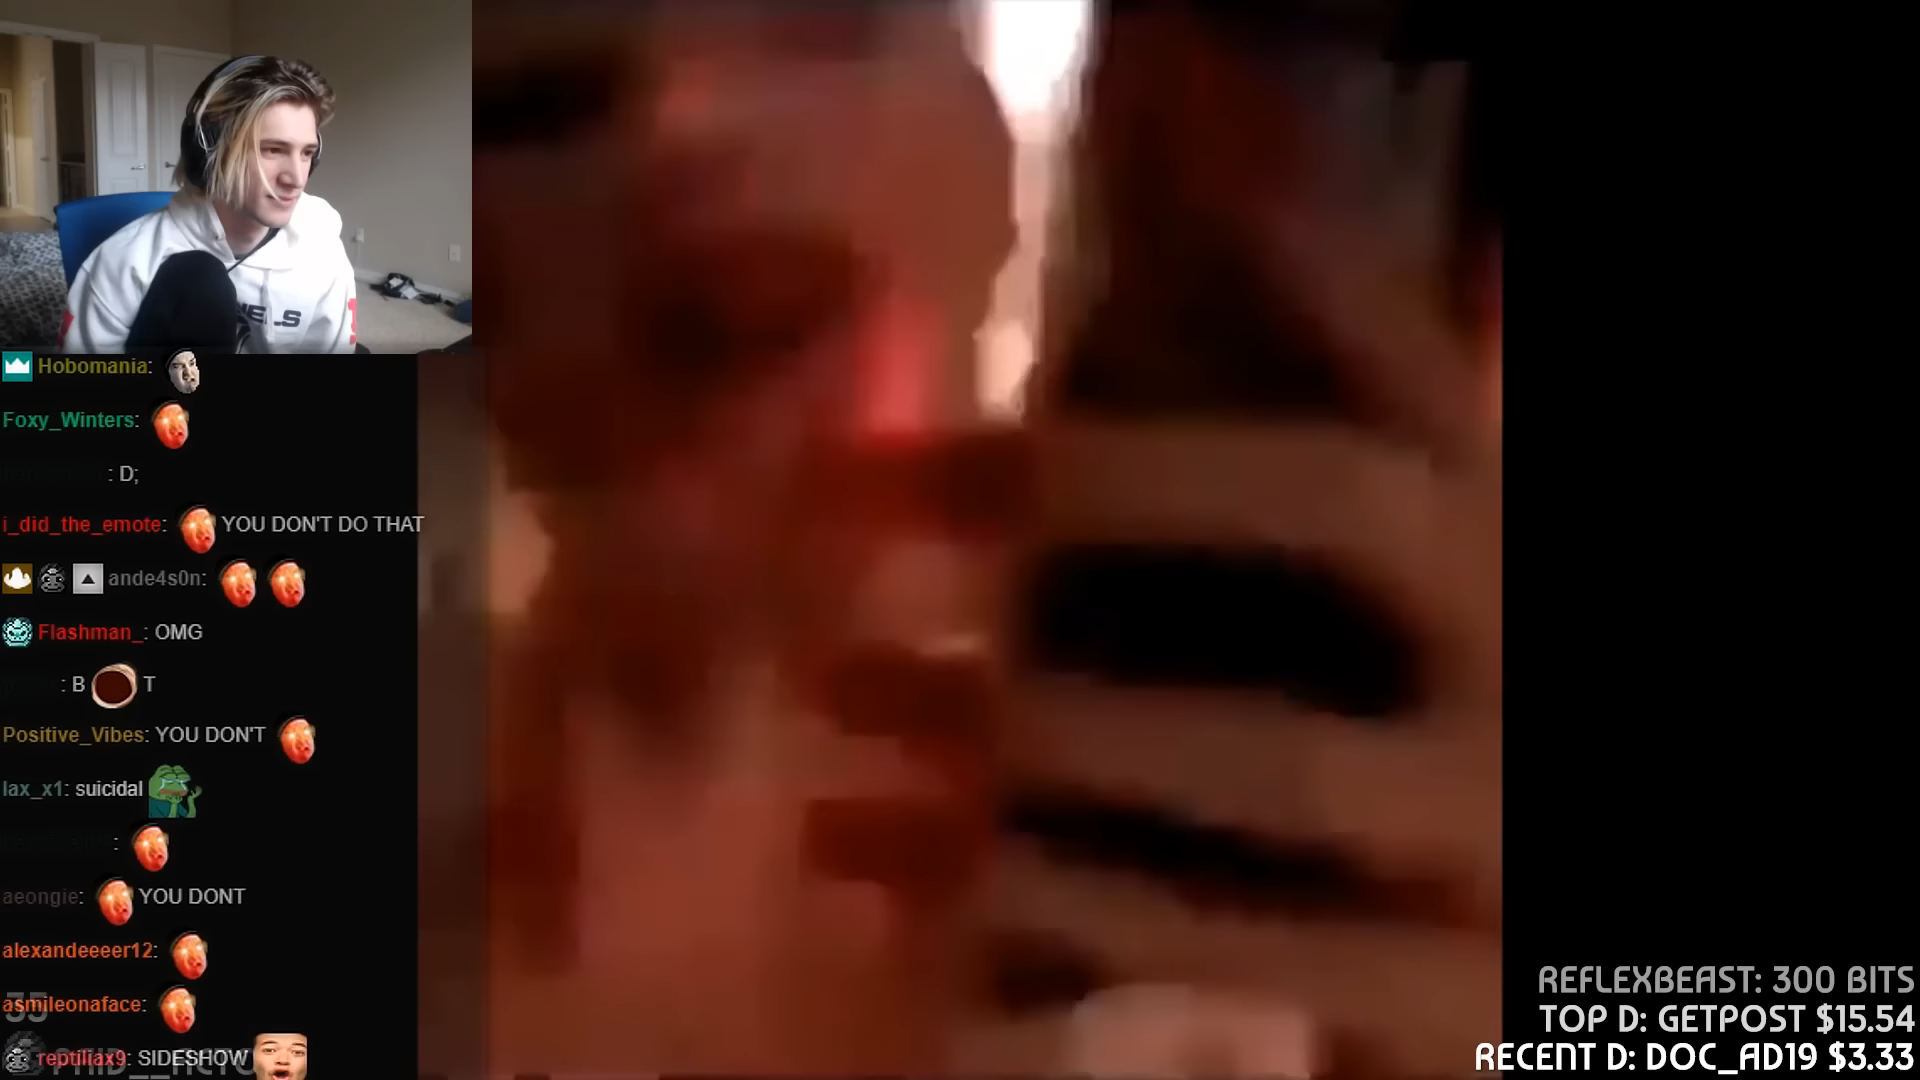 Hobomania:
Foxy_Winters:
: D;
i_did_the_emote: YOU DON'T DO THAT
ande4s0n:
Flashman_: OMG
: B T
Positive_Vibes: YOU DON'T
lax_x1: suicidal
:
aeongie: YOU DONT
alexandeeeer12:
asmileonaface:
35
reptiliax9: SIDESHOW
REFLEXBEAST: 300 BITS
TOP D: GETPOST $15.54
RECENT D: DOC_AD19 $3.33